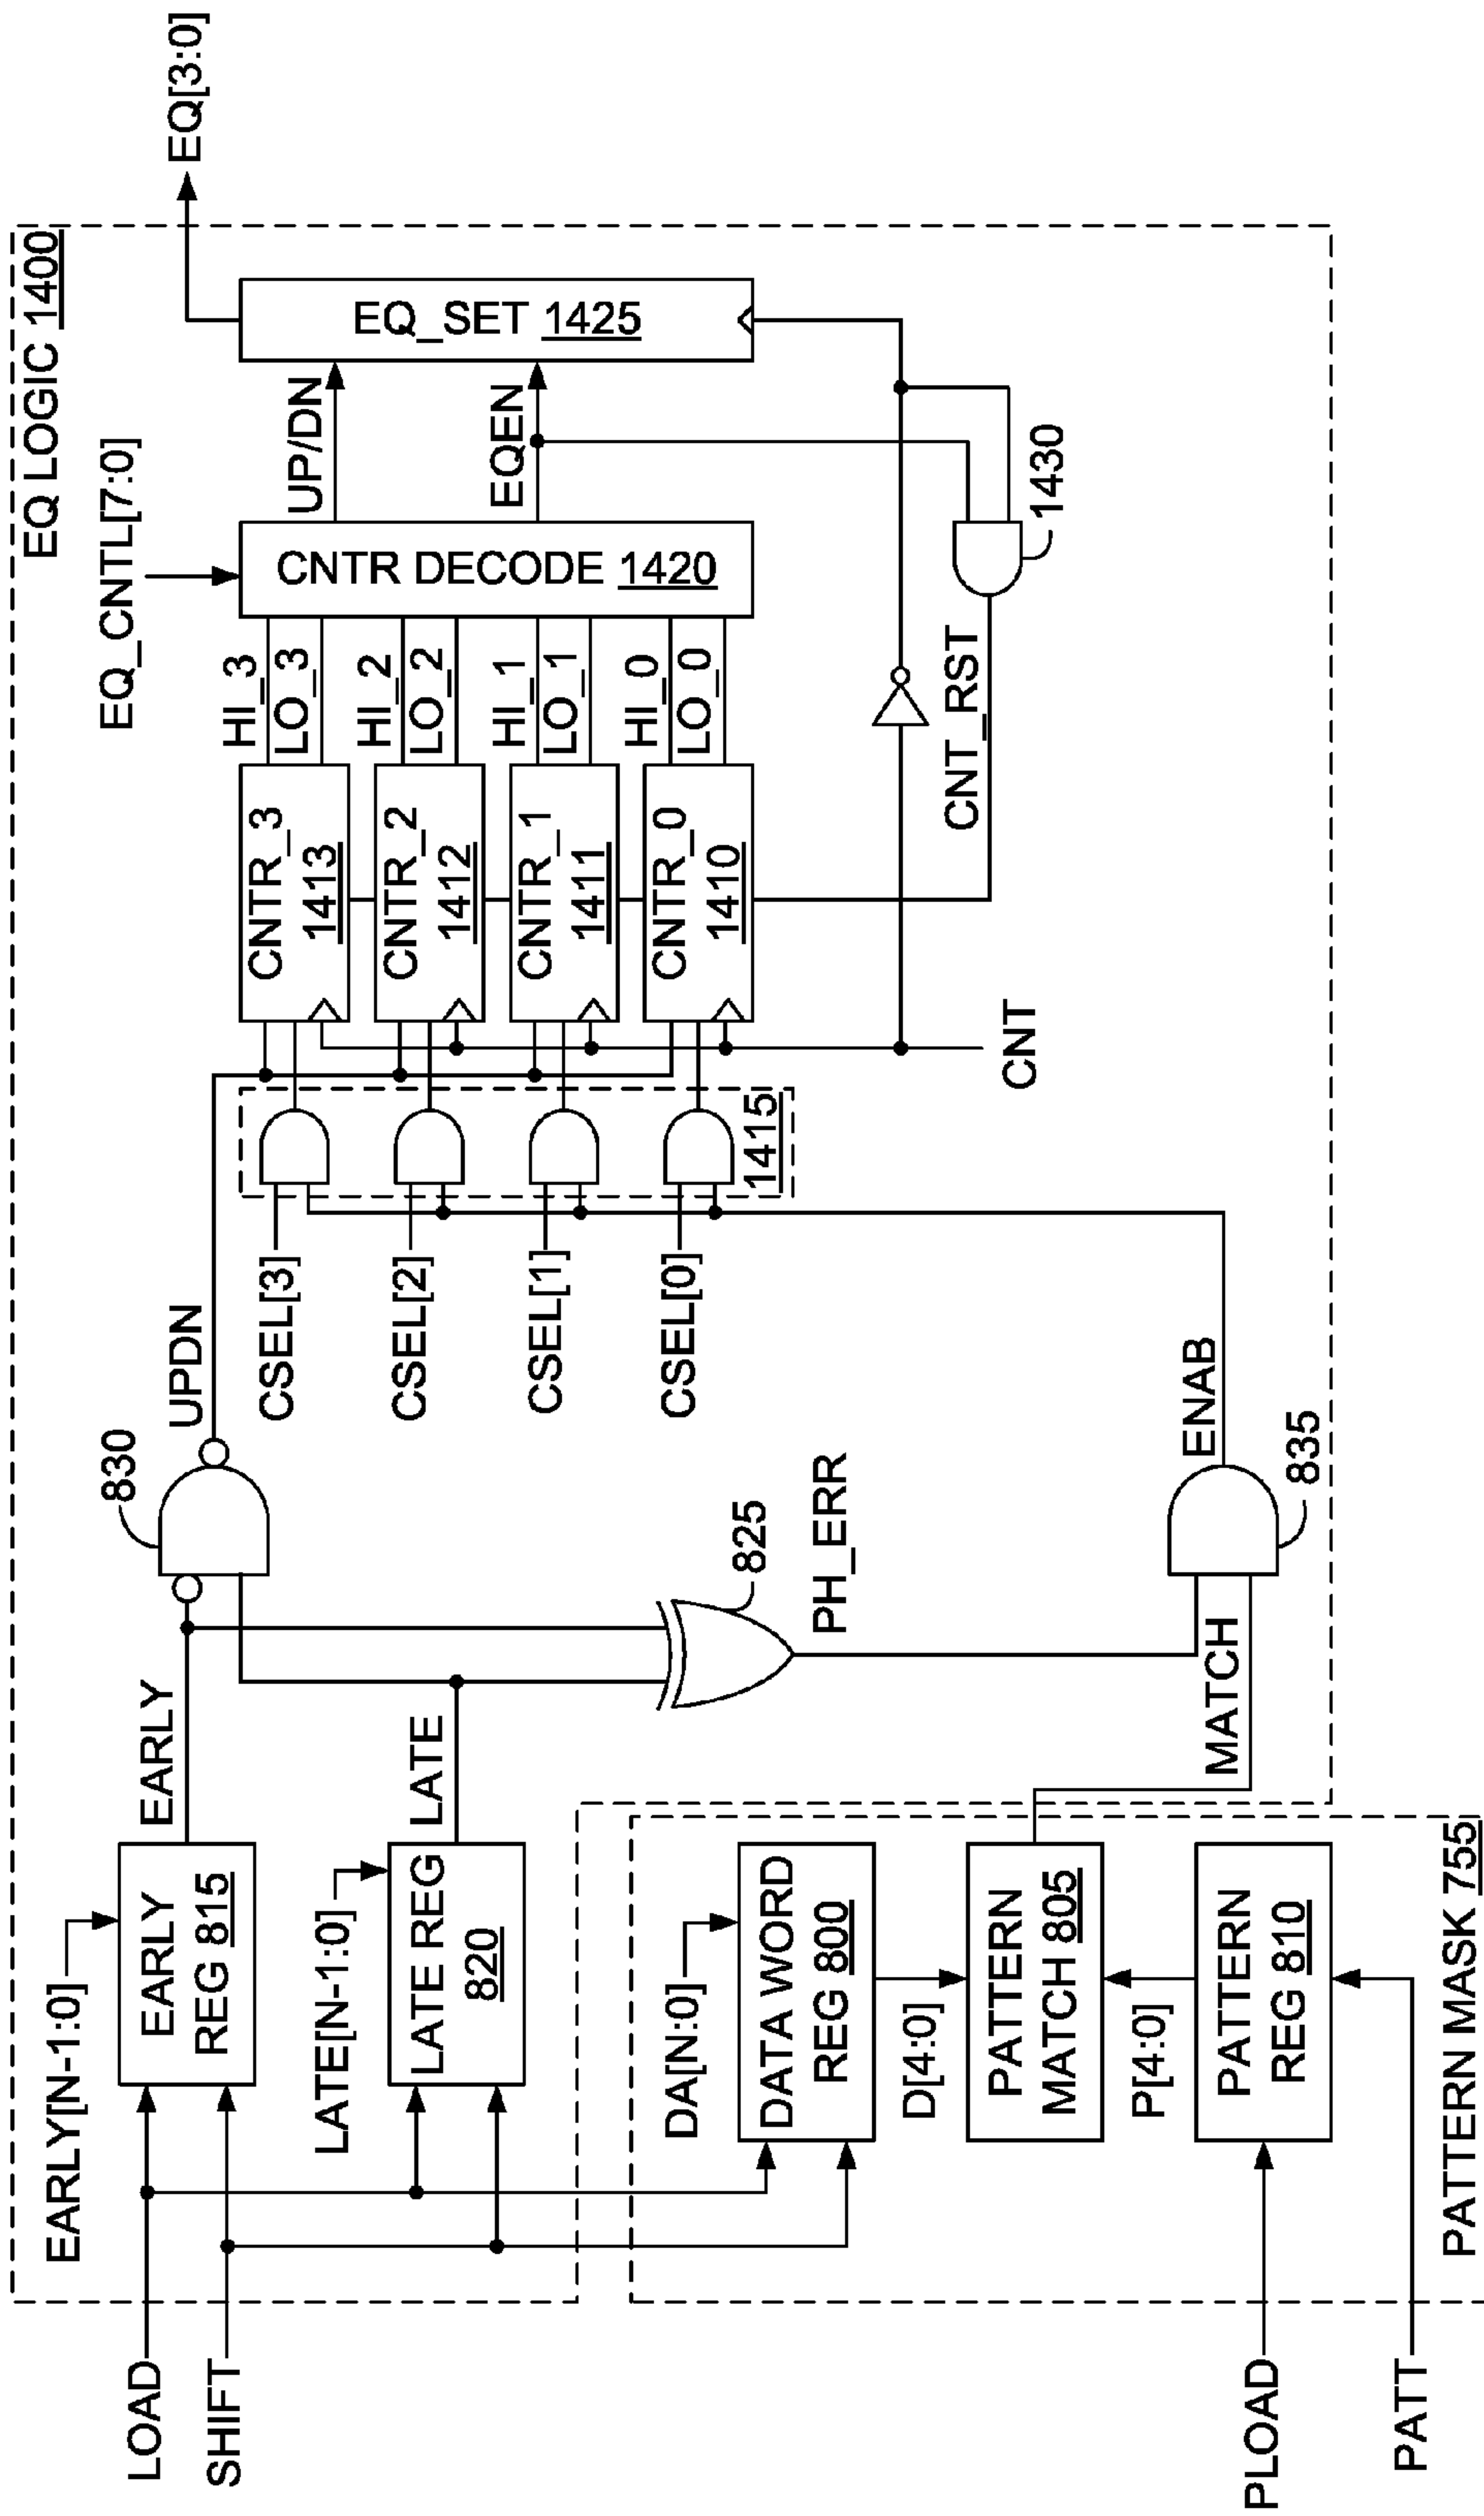 EQ LOGIC 1400
EQ[3:0]
EQ_CNTL[7:0]
EARLY[N-1:0]
LOAD
SHIFT
EARLY
REG 815
EARLY
830
UPDN
LATE[N-1:0]
LATE REG
820
LATE
825
PH_ERR
CSEL[3]
CSEL[2]
CSEL[1]
CSEL[0]
1415
CNTR_3
1413
CNTR_2
1412
CNTR_1
1411
CNTR_0
1410
HI_3
LO_3
HI_2
LO_2
HI_1
LO_1
HI_0
LO_0
CNTR DECODE 1420
UP/DN
EQEN
EQ_SET 1425
CNT
CNT_RST
1430
DA[N:0]
DATA WORD
REG 800
D[4:0]
PATTERN
MATCH 805
P[4:0]
PATTERN
REG 810
MATCH
ENAB
835
PLOAD
PATT
PATTERN MASK 755